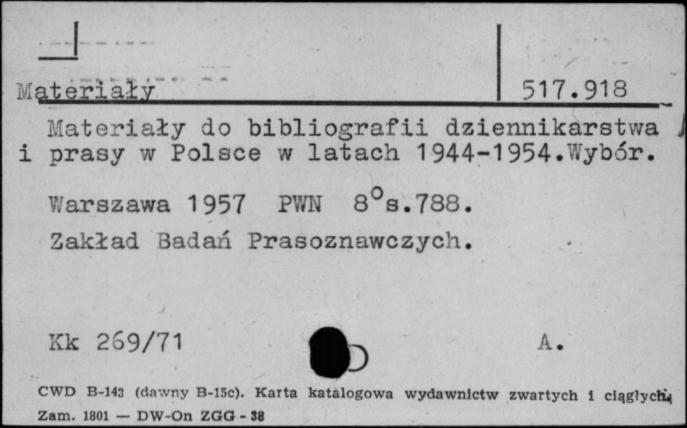 Materiały 517.918
Materiały do bibliografii dziennikarstwa
i prasy w Polsce w latach 1944-1954.Wybór.
Warszawa 1957 PWN 8°s.788.
Zakład Badań Prasoznawczych.
Kk 269/71 A.
CWD B-143 (dawny B-15c). Karta katalogowa wydawnictw zwartych i ciągłych
Zam. 1801 — DW-On ZGG - 38